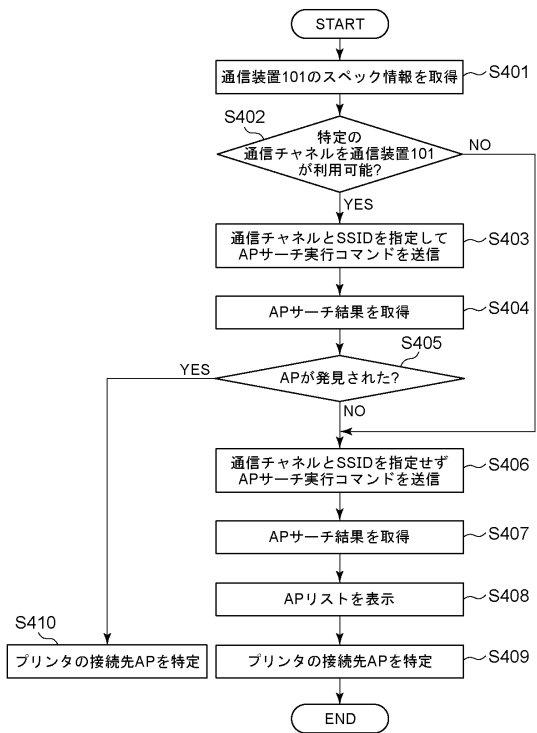 START
通信装置101のスペック情報を取得
S401
S402
特定の
通信チャネルを通信装置101
が利用可能?
NO
YES
通信チャネルとSSIDを指定して
APサーチ実行コマンドを送信
S403
APサーチ結果を取得
S404
S405
APが発見された?
YES
NO
通信チャネルとSSIDを指定せず
APサーチ実行コマンドを送信
S406
APサーチ結果を取得
S407
APリストを表示
S408
S410
プリンタの接続先APを特定
プリンタの接続先APを特定
S409
END